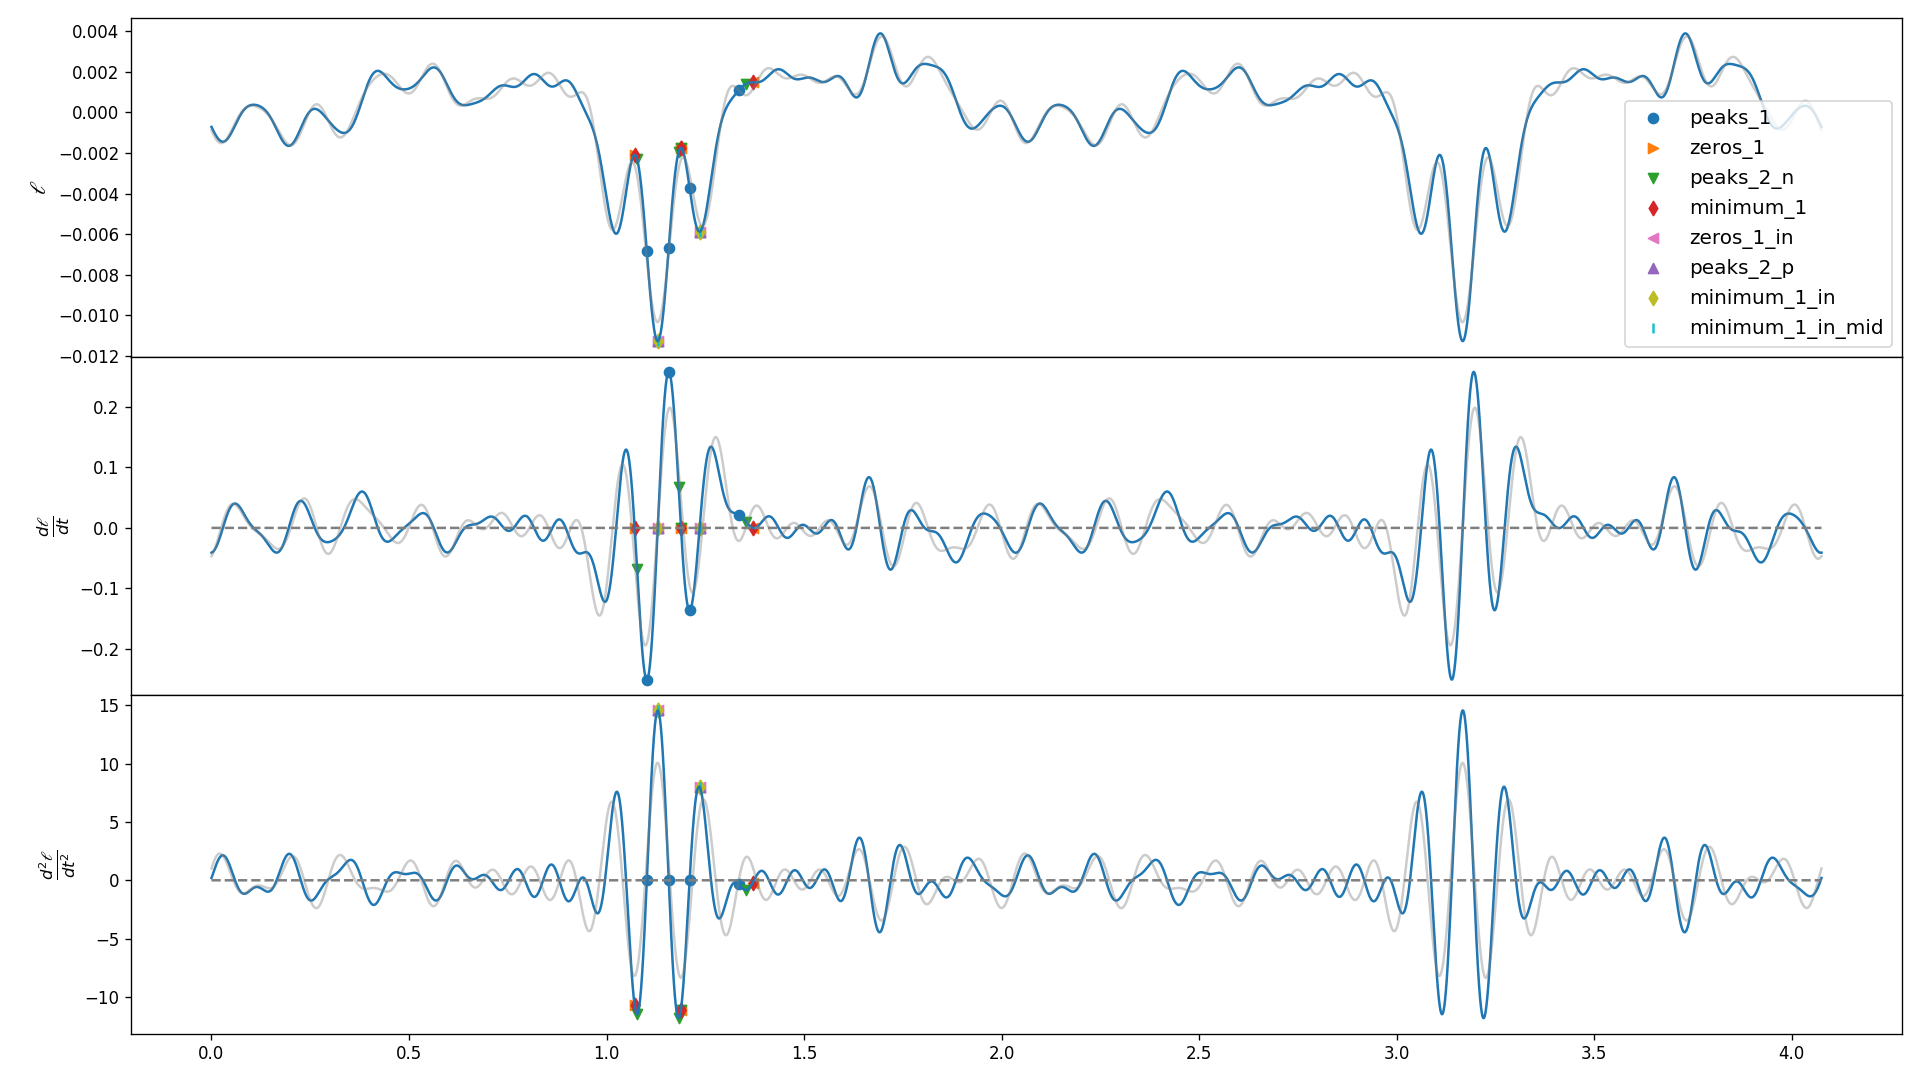 0.004
0.002
0.000
−0.002
−0.004
−0.006
−0.008
−0.010
−0.012
ℓ
peaks_1
zeros_1
peaks_2_n
minimum_1
zeros_1_in
peaks_2_p
minimum_1_in
minimum_1_in_mid
0.2
0.1
0.0
−0.1
−0.2
dℓ
dt
15
10
5
0
−5
−10
d²ℓ
dt²
0.0 0.5 1.0 1.5 2.0 2.5 3.0 3.5 4.0